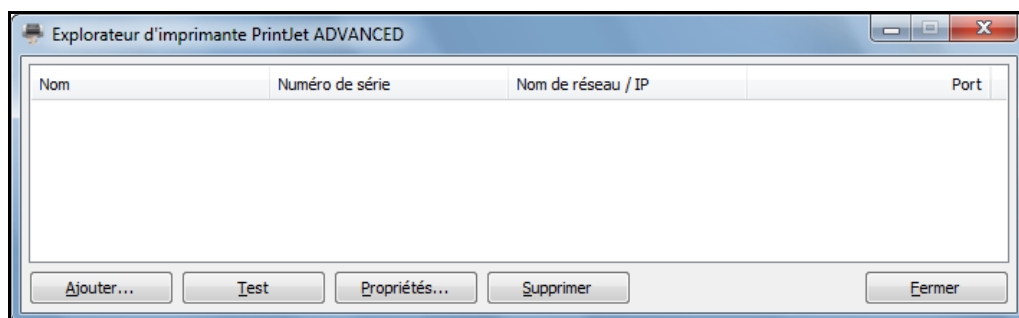 Explorateur d'imprimante PrintJet ADVANCED
Nom Numéro de série Nom de réseau / IP Port
Ajouter... Test Propriétés... Supprimer Fermer